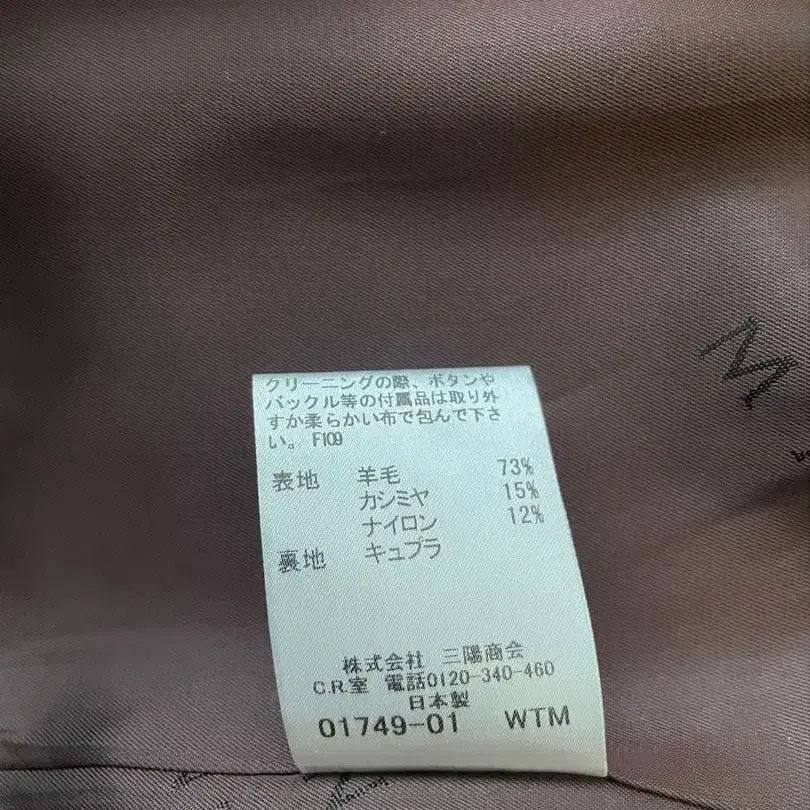 クリーニングの際、ボタンや
バックル等の付属品は取り外
すか柔らかい布で包んで下さ
い。 FI09
表地 羊毛 73%
カシミヤ 15%
ナイロン 12%
裏地 キュプラ
株式会社 三陽商会
C.R.室 電話0120-340-460
日本製
01749-01 WTM
M